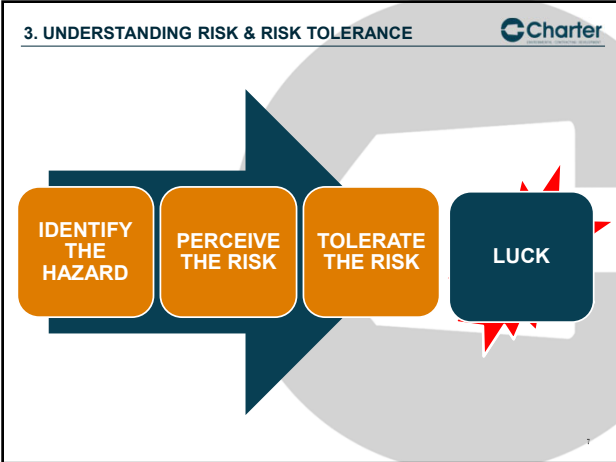 3. UNDERSTANDING RISK & RISK TOLERANCE
Charter
IDENTIFY
THE
HAZARD
PERCEIVE
THE RISK
TOLERATE
THE RISK
LUCK
7